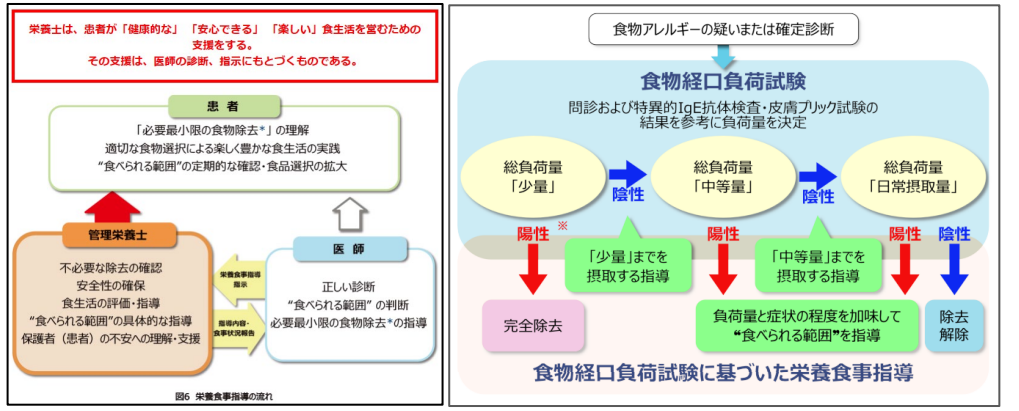 栄養士は、患者が「健康的な」「安心できる」「楽しい」食生活を営むための
支援をする。
その支援は、医師の診断、指示にもとづくものである。
患 者
「必要最小限の食物除去*」の理解
適切な食物選択による楽しく豊かな食生活の実践
“食べられる範囲”の定期的な確認・食品選択の拡大
管理栄養士
不必要な除去の確認
安全性の確保
食生活の評価・指導
“食べられる範囲”の具体的な指導
保護者（患者）の不安への理解・支援
栄養食事指導
指示
指導内容・
食事状況報告
医 師
正しい診断
“食べられる範囲” の判断
必要最小限の食物除去*の指導
図6 栄養食事指導の流れ
食物アレルギーの疑いまたは確定診断
食物経口負荷試験
問診および特異的IgE抗体検査・皮膚プリック試験の
結果を参考に負荷量を決定
総負荷量
「少量」
陰性
総負荷量
「中等量」
陰性
総負荷量
「日常摂取量」
陽性
※
「少量」までを
摂取する指導
陽性
「中等量」までを
摂取する指導
陽性
陰性
完全除去
負荷量と症状の程度を加味して
“食べられる範囲”を指導
除去
解除
食物経口負荷試験に基づいた栄養食事指導